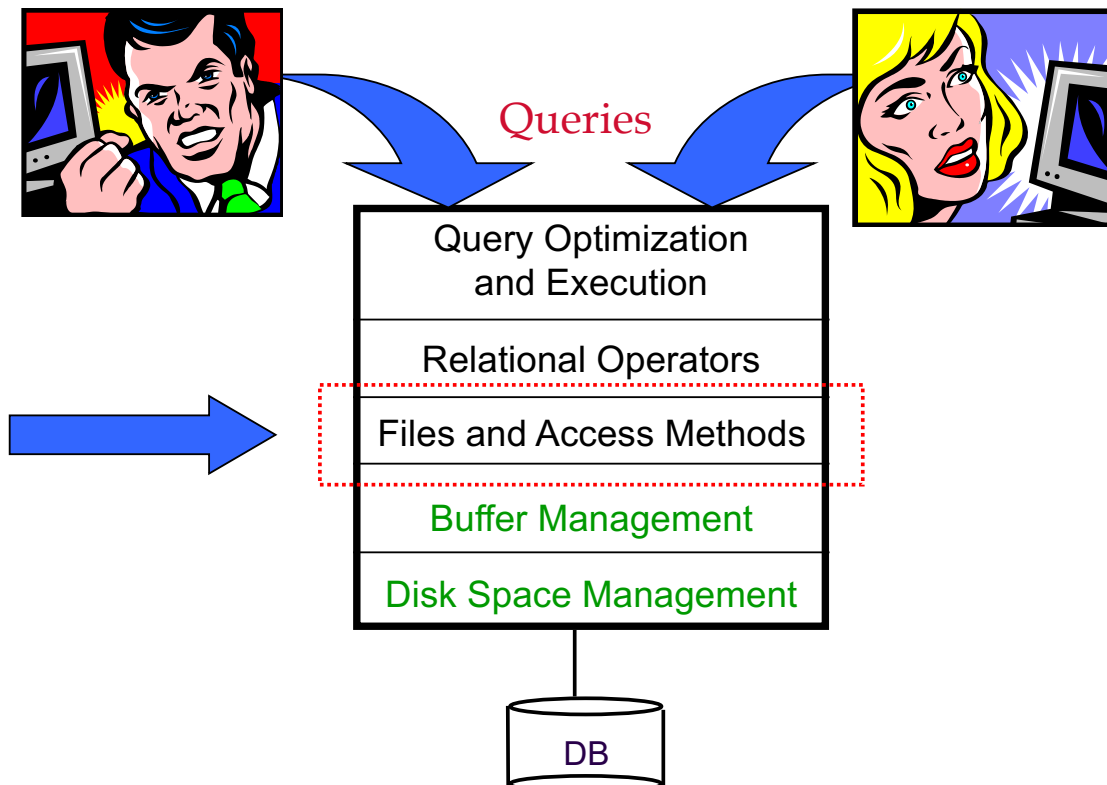 Queries
Query Optimization
and Execution
Relational Operators
Files and Access Methods
Buffer Management
Disk Space Management
DB